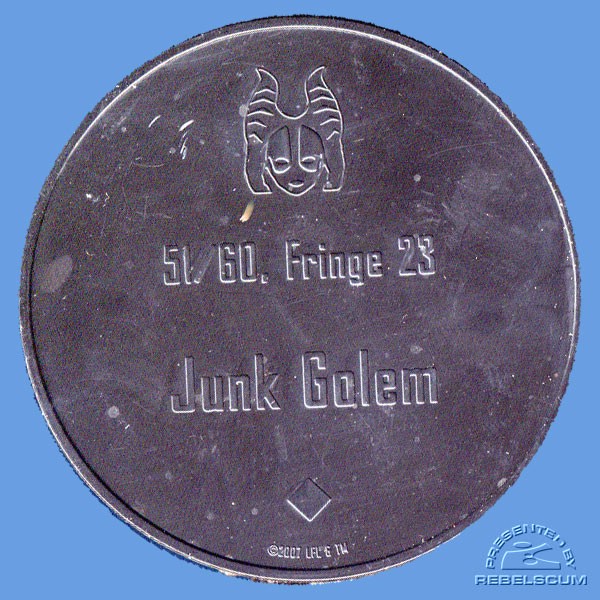 51/60, Fringe 23
Junk Golem
©2007 LFL & TM
PRESENTED BY
REBELSCUM